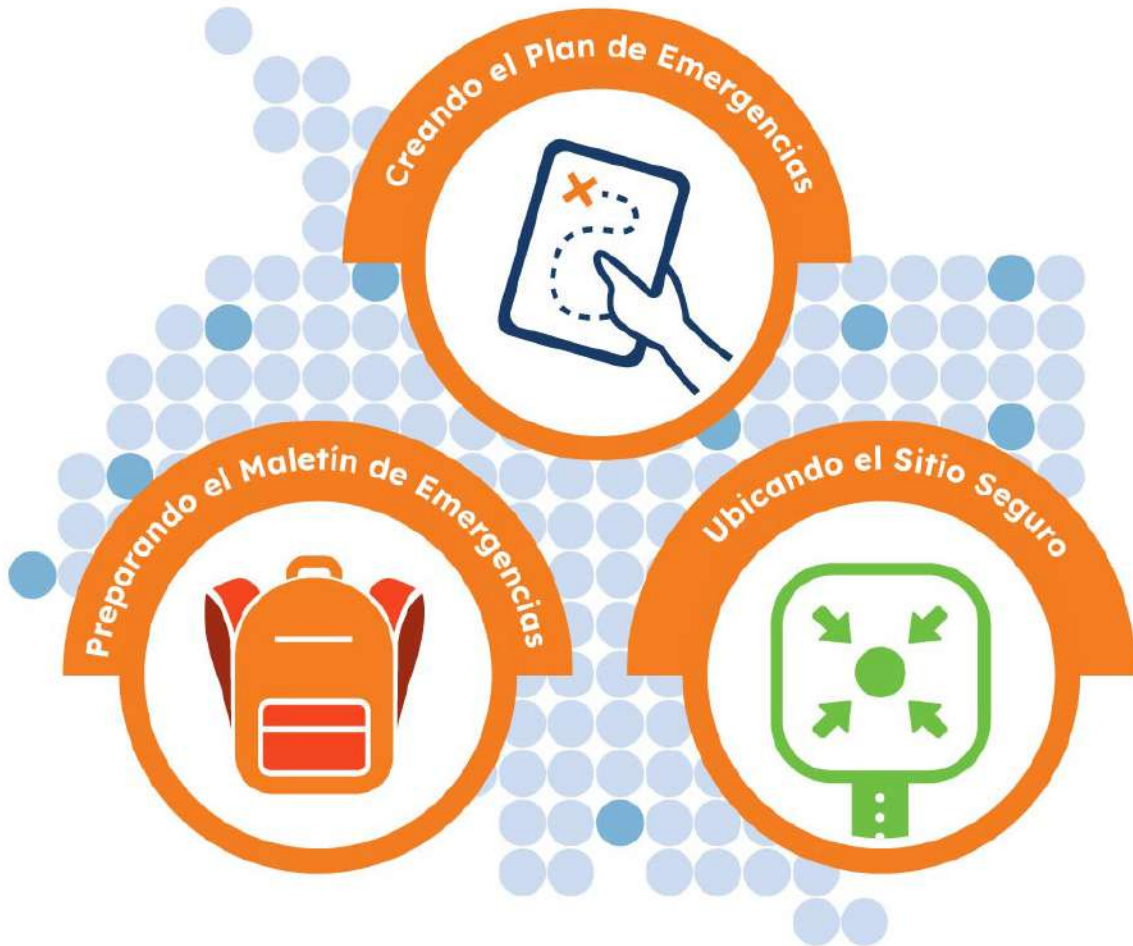 Creando el Plan de Emergencias
Preparando el Maletín de Emergencias
Ubicando el Sitio Seguro